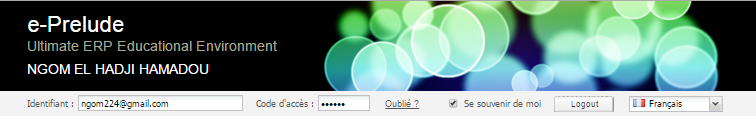 e-Prelude
Ultimate ERP Educational Environment
NGOM EL HADJI HAMADOU
Identifiant : ngom224@gmail.com Code d'accès : •••••• Oublié ? Se souvenir de moi Logout Français